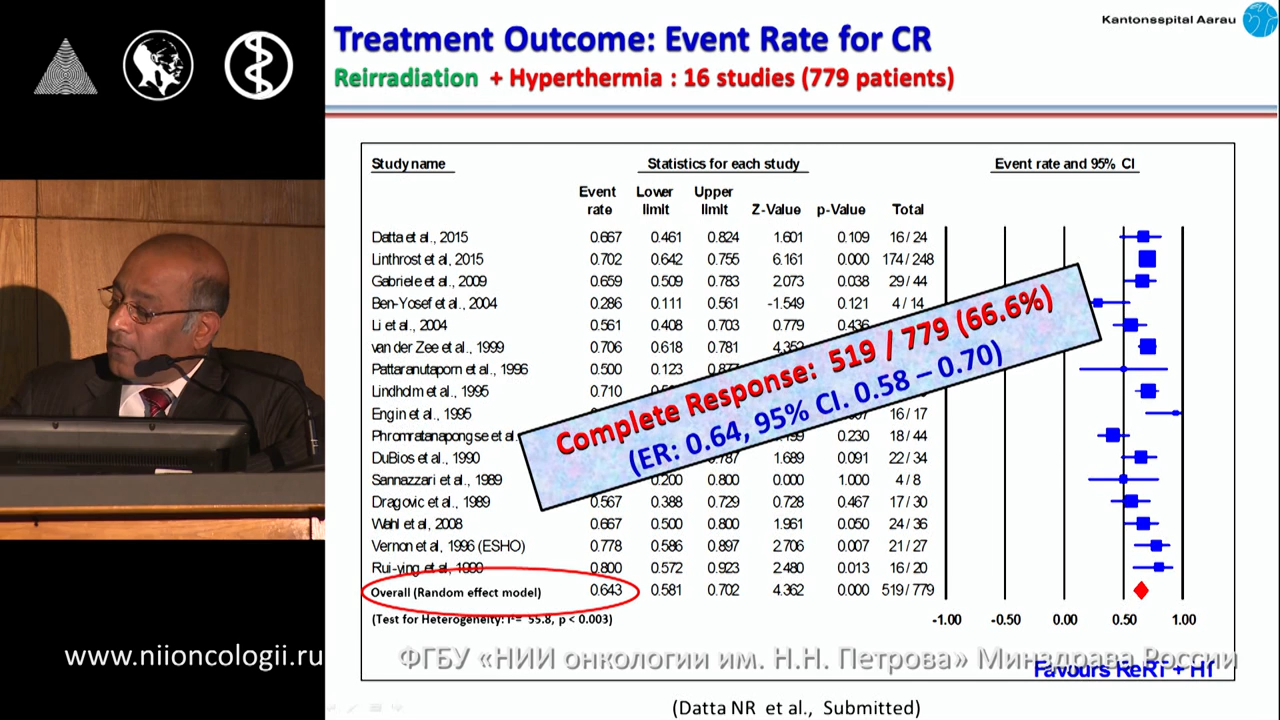 Kantonsspital Aarau
Treatment Outcome: Event Rate for CR
Reirradiation + Hyperthermia : 16 studies (779 patients)
Study name Statistics for each study Event rate and 95% CI
Event Lower Upper
rate limit limit Z-Value p-Value Total
Datta et al., 2015 0.667 0.461 0.824 1.601 0.109 16 / 24
Linthrost et al, 2015 0.702 0.642 0.755 6.161 0.000 174 / 248
Gabriele et al., 2009 0.659 0.509 0.783 2.073 0.038 29 / 44
Ben-Yosef et al., 2004 0.286 0.111 0.561 -1.549 0.121 4 / 14
Li et al., 2004 0.561 0.408 0.703 0.779 0.436
van der Zee et al., 1999 0.706 0.618 0.781 4.352
Pattaranutaporn et al., 1996 0.500 0.123 0.877
Lindholm et al., 1995 0.710
Engin et al., 1995 16 / 17
Phromratanapongse et al. 0.230 18 / 44
DuBios et al., 1990 0.787 1.689 0.091 22 / 34
Sannazzari et al., 1989 0.200 0.800 0.000 1.000 4 / 8
Dragovic et al., 1989 0.567 0.388 0.729 0.728 0.467 17 / 30
Wahl et al., 2008 0.667 0.500 0.800 1.961 0.050 24 / 36
Vernon et al, 1996 (ESHO) 0.778 0.586 0.897 2.706 0.007 21 / 27
Rui-ying et al, 1990 0.800 0.572 0.923 2.480 0.013 16 / 20
Overall (Random effect model) 0.643 0.581 0.702 4.362 0.000 519 / 779
(Test for Heterogeneity: I²= 55.8, p < 0.003)
-1.00 -0.50 0.00 0.50 1.00
Complete Response: 519 / 779 (66.6%)
(ER: 0.64, 95% CI. 0.58 – 0.70)
Favours ReRT + HT
www.niioncologii.ru
ФГБУ «НИИ онкологии им. Н.Н. Петрова» Минздрава России
(Datta NR et al., Submitted)